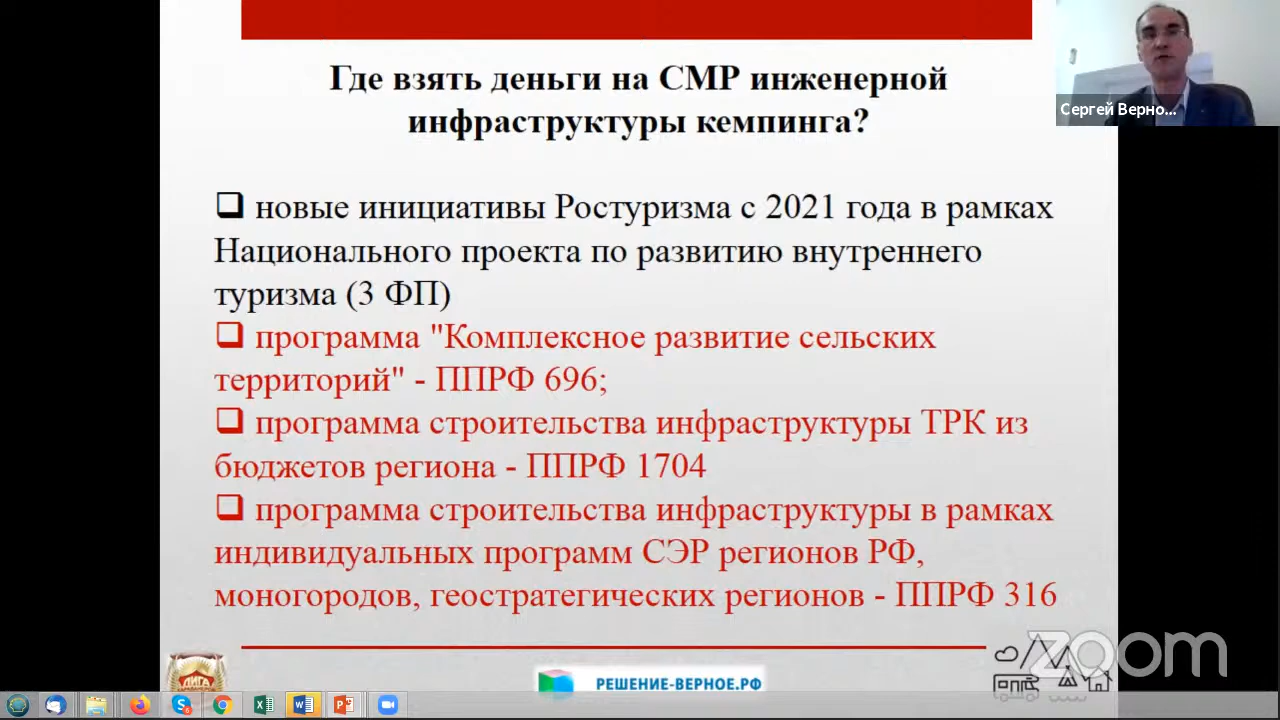 Где взять деньги на СМР инженерной
инфраструктуры кемпинга?
Сергей Верно...
новые инициативы Ростуризма с 2021 года в рамках
Национального проекта по развитию внутреннего
туризма (3 ФП)
программа "Комплексное развитие сельских
территорий" - ППРФ 696;
программа строительства инфраструктуры ТРК из
бюджетов региона - ППРФ 1704
программа строительства инфраструктуры в рамках
индивидуальных программ СЭР регионов РФ,
моногородов, геостратегических регионов - ППРФ 316
zoom
ЛИГА
РЕШЕНИЕ-ВЕРНОЕ.РФ